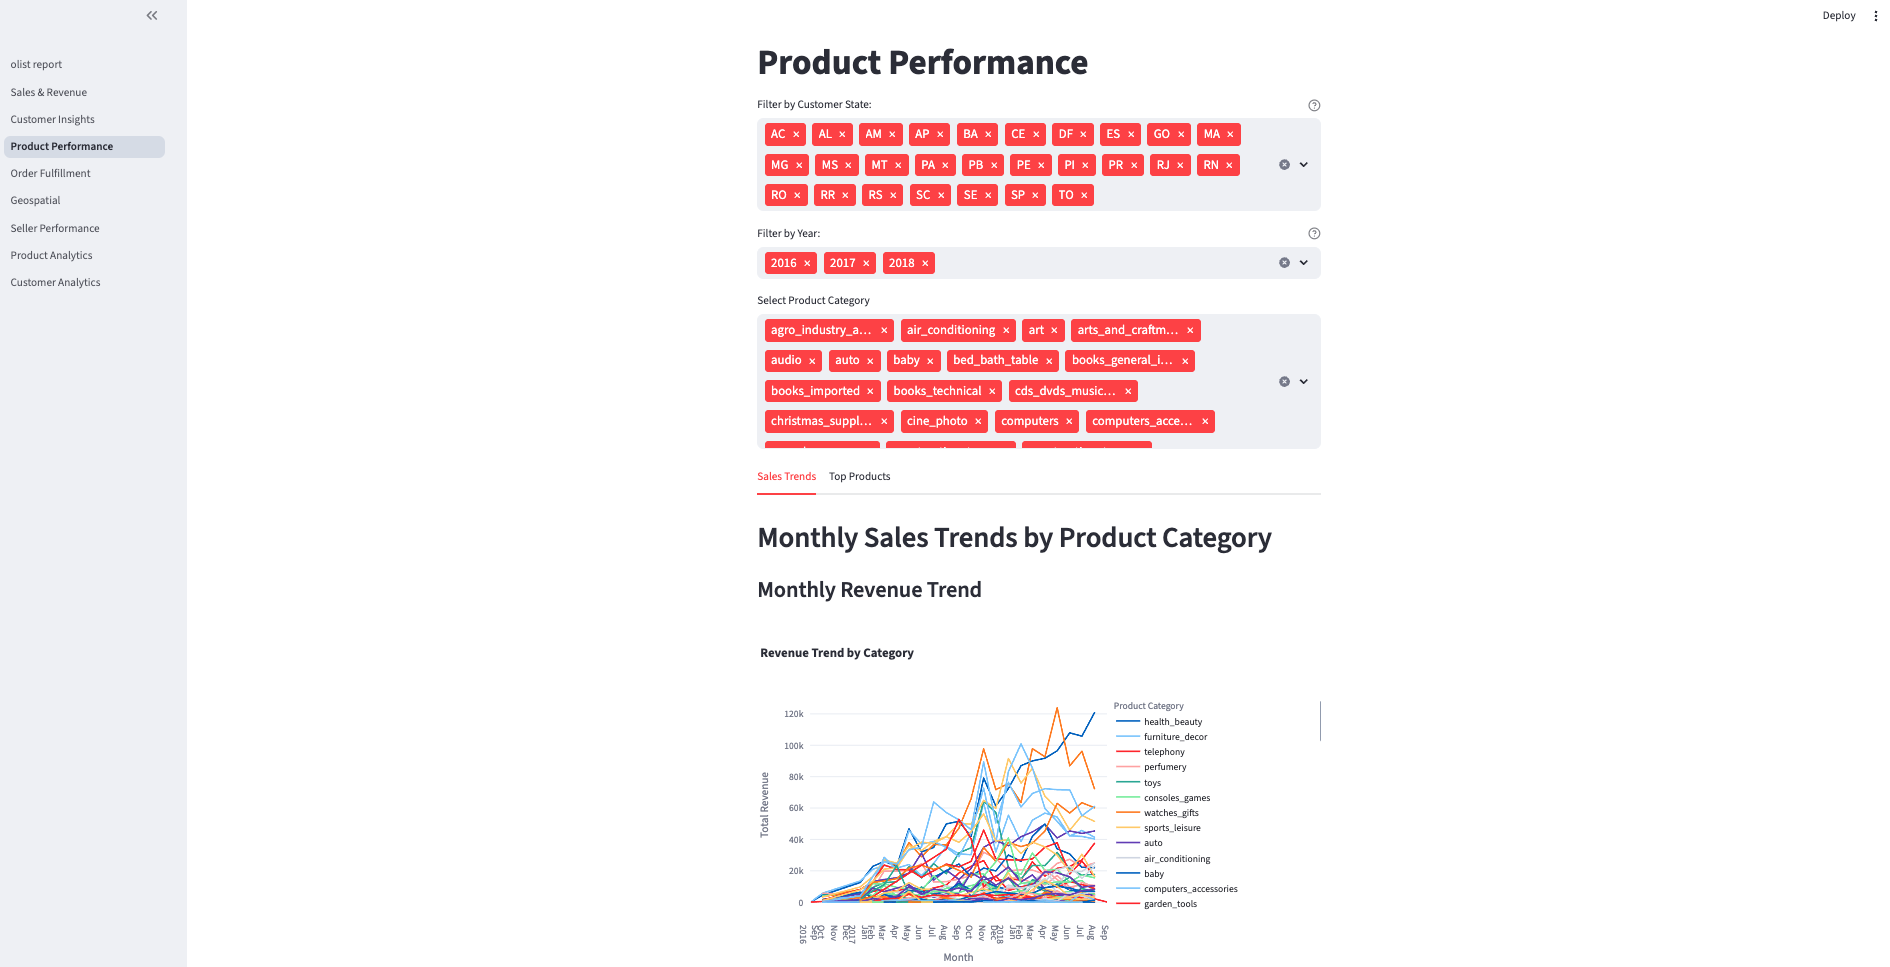 Deploy
olist report
Sales & Revenue
Customer Insights
Product Performance
Order Fulfillment
Geospatial
Seller Performance
Product Analytics
Customer Analytics
Product Performance
Filter by Customer State:
AC AL AM AP BA CE DF ES GO MA
MG MS MT PA PB PE PI PR RJ RN
RO RR RS SC SE SP TO
Filter by Year:
2016 2017 2018
Select Product Category
agro_industry_a... air_conditioning art arts_and_craftm...
audio auto baby bed_bath_table books_general_i...
books_imported books_technical cds_dvds_music...
christmas_suppl... cine_photo computers computers_acce...
Sales Trends Top Products
Monthly Sales Trends by Product Category
Monthly Revenue Trend
Revenue Trend by Category
120k
100k
80k
60k
40k
20k
0
Total Revenue
Sep Oct Nov Dec Jan Feb Mar Apr May Jun Jul Aug Sep Oct Nov Dec Jan Feb Mar Apr May Jun Jul Aug Sep
2016 2017 2018
Month
Product Category
health_beauty
furniture_decor
telephony
perfumery
toys
consoles_games
watches_gifts
sports_leisure
auto
air_conditioning
baby
computers_accessories
garden_tools